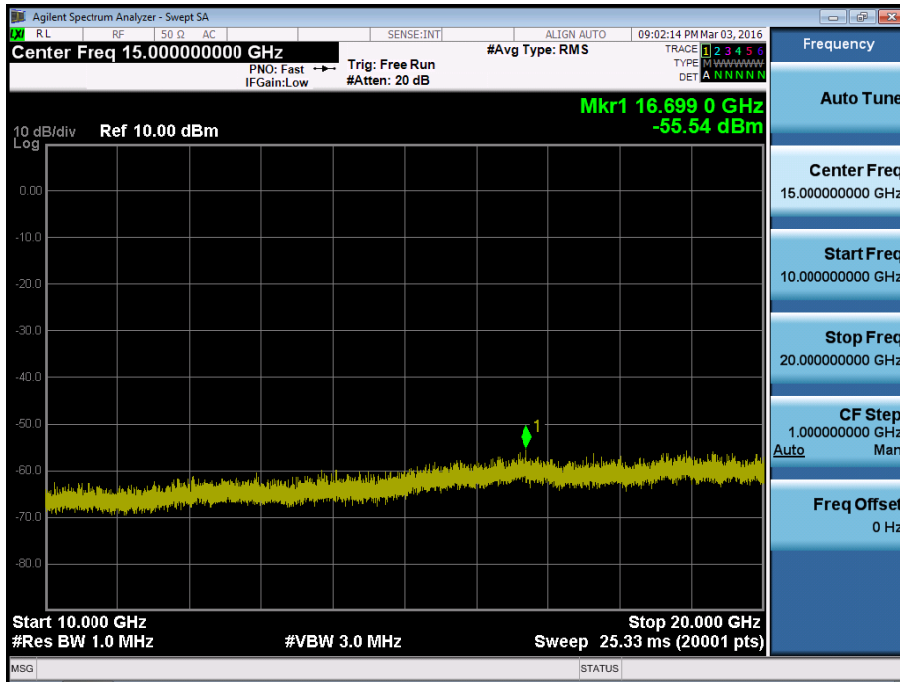 Agilent Spectrum Analyzer - Swept SA
LXI RL RF 50 Ω AC SENSE:INT ALIGN AUTO 09:02:14 PM Mar 03, 2016
Center Freq 15.000000000 GHz
PNO: Fast
IFGain:Low
Trig: Free Run
#Atten: 20 dB
#Avg Type: RMS
TRACE 1 2 3 4 5 6
TYPE M W W W W W
DET A N N N N N
Mkr1 16.699 0 GHz
-55.54 dBm
10 dB/div Ref 10.00 dBm
Log
0.00
-10.0
-20.0
-30.0
-40.0
-50.0
-60.0
-70.0
-80.0
1
Start 10.000 GHz Stop 20.000 GHz
#Res BW 1.0 MHz #VBW 3.0 MHz Sweep 25.33 ms (20001 pts)
MSG STATUS
Frequency
Auto Tune
Center Freq
15.000000000 GHz
Start Freq
10.000000000 GHz
Stop Freq
20.000000000 GHz
CF Step
1.000000000 GHz
Auto Man
Freq Offset
0 Hz